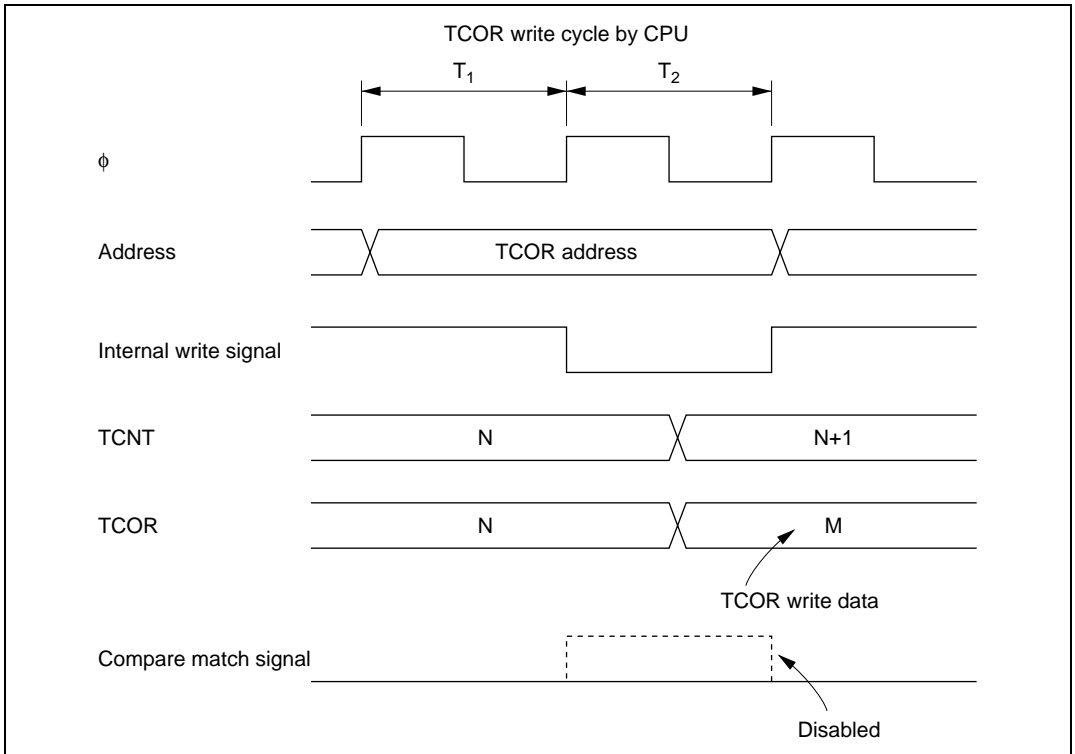 TCOR write cycle by CPU
T1 T2
ϕ
Address TCOR address
Internal write signal
TCNT N N+1
TCOR N M
TCOR write data
Compare match signal
Disabled